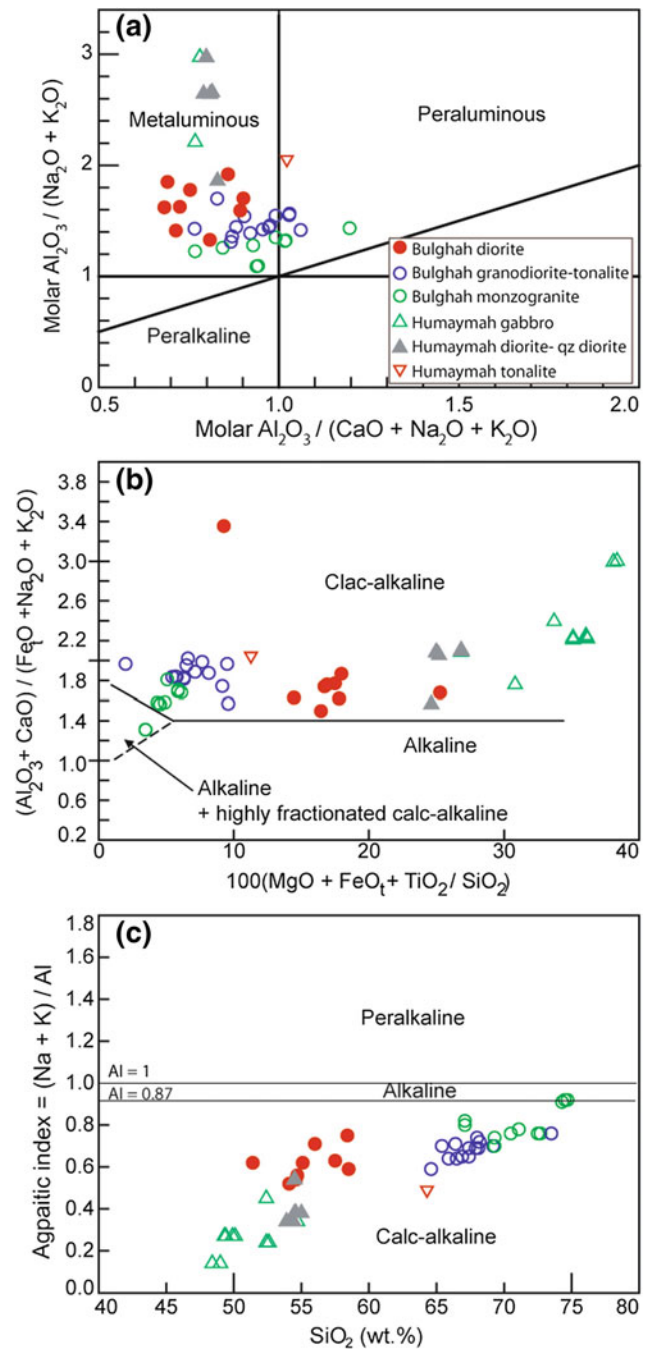 (a)
3
2
1
0
Molar Al2O3 / (Na2O + K2O)
Metaluminous
Peraluminous
Peralkaline
Bulghah diorite
Bulghah granodiorite-tonalite
Bulghah monzogranite
Humaymah gabbro
Humaymah diorite- qz diorite
Humaymah tonalite
0.5
1.0
1.5
2.0
Molar Al2O3 / (CaO + Na2O + K2O)
(b)
3.8
3.4
3.0
2.6
2.2
1.8
1.4
1.0
0.6
0.2
(Al2O3+ CaO) / (FeOt +Na2O + K2O)
Clac-alkaline
Alkaline
Alkaline
+ highly fractionated calc-alkaline
0
10
20
30
40
100(MgO + FeOt + TiO2 / SiO2)
(c)
1.8
1.4
1.0
0.8
0.6
0.4
0.2
0.0
Agpaitic index = (Na + K) / Al
Peralkaline
Al = 1
Alkaline
Al = 0.87
Calc-alkaline
40
45
50
55
60
65
70
75
80
SiO2 (wt.%)